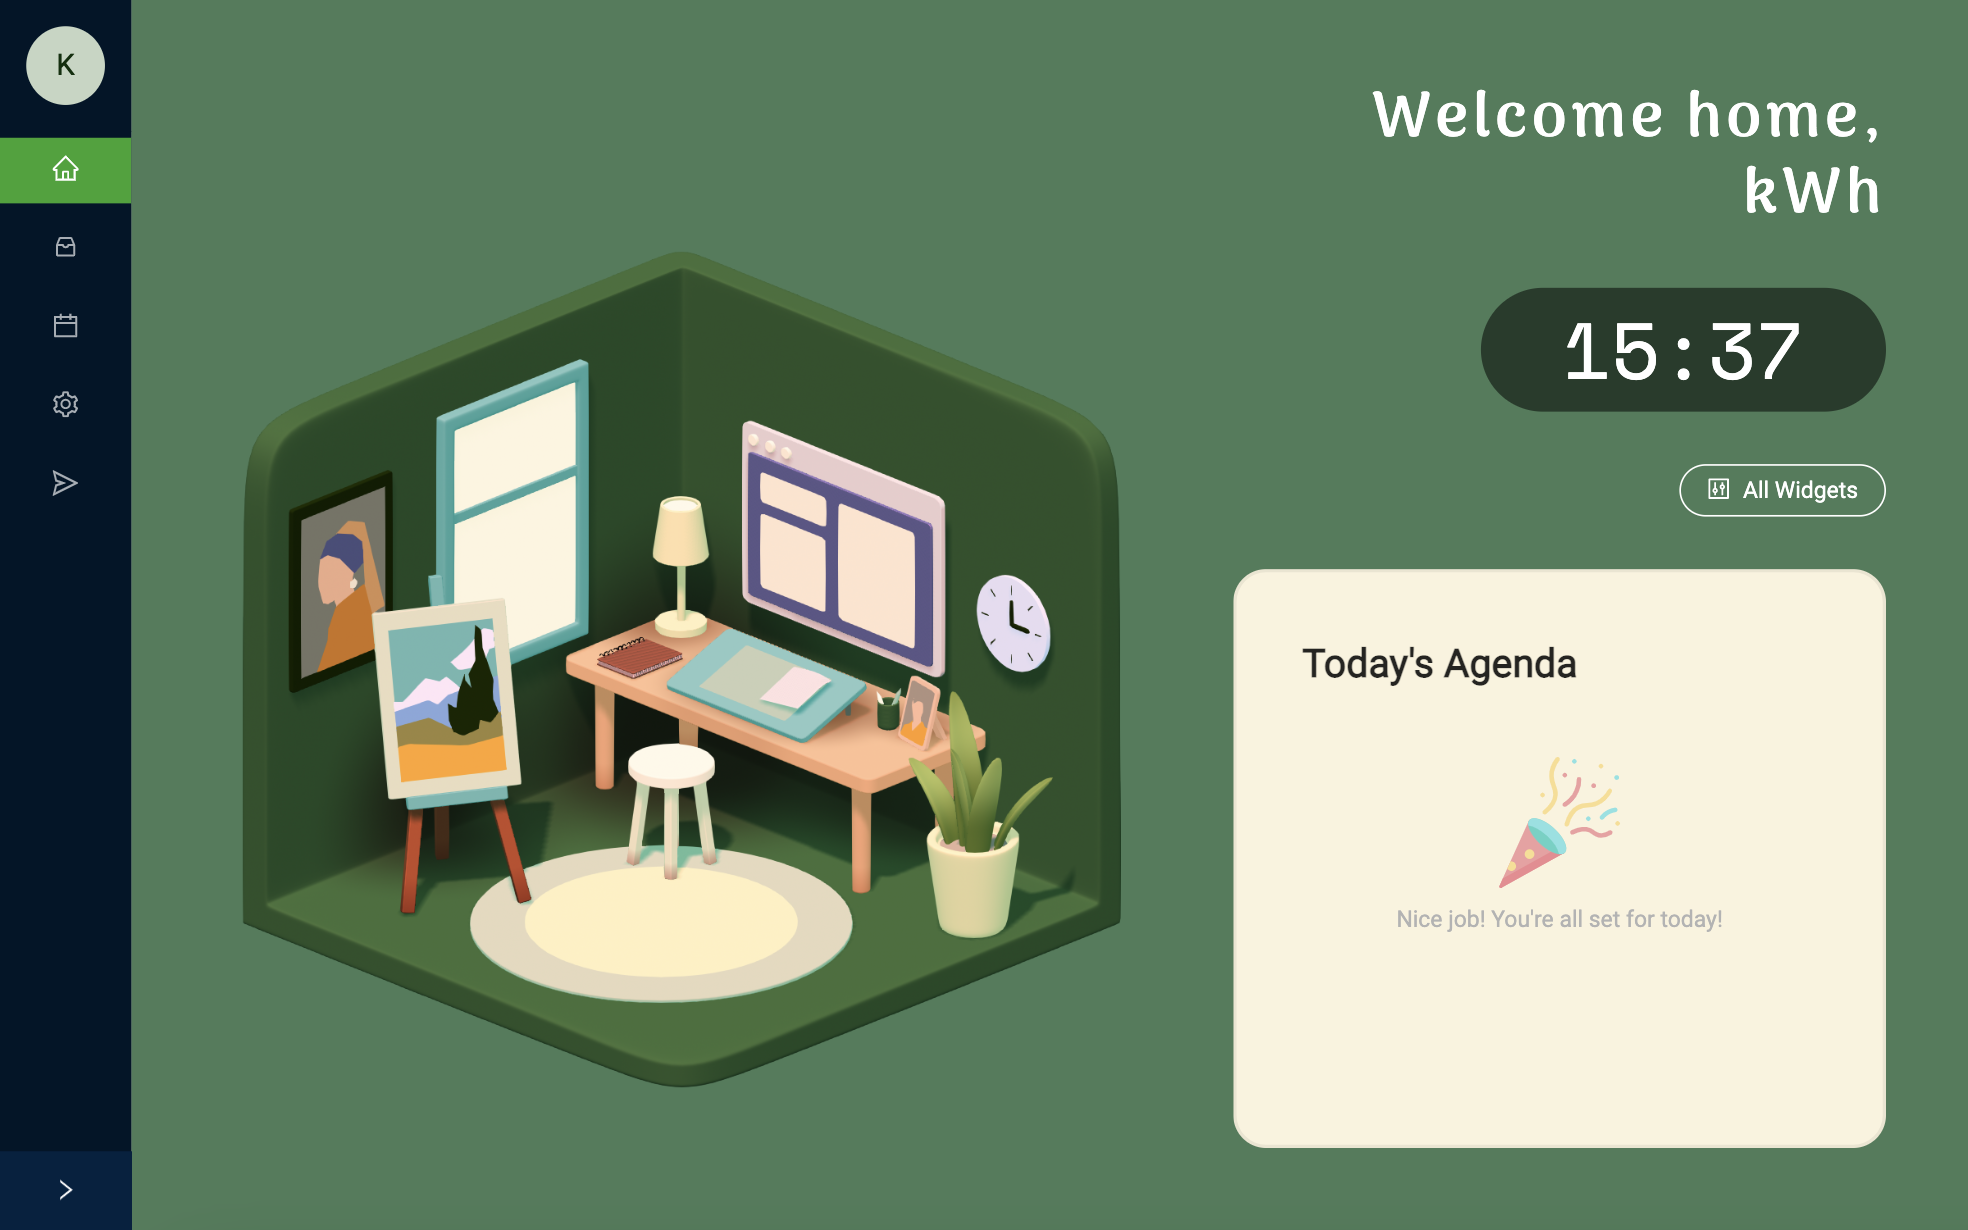 K
Welcome home,
kWh
15:37
All Widgets
Today's Agenda
Nice job! You're all set for today!